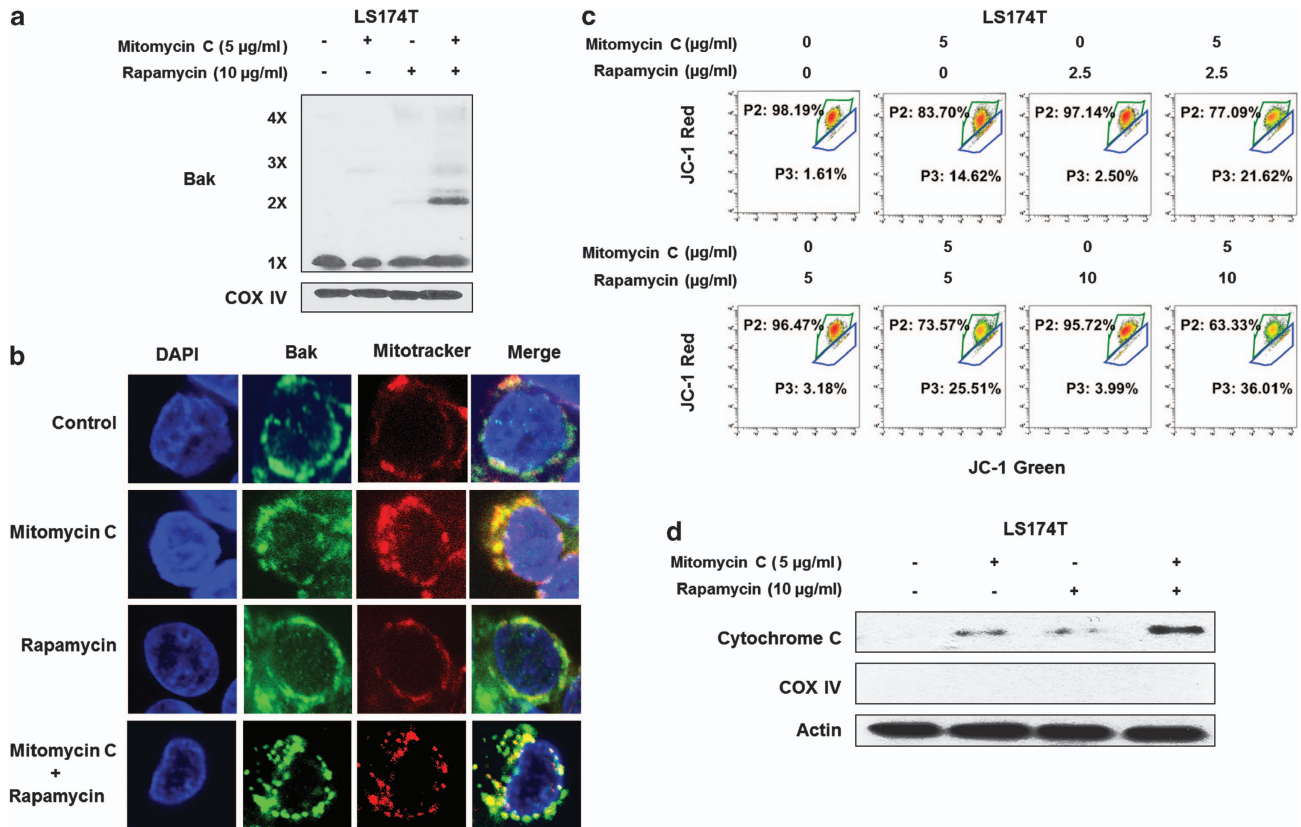 a
LS174T
Mitomycin C (5 µg/ml) - + - +
Rapamycin (10 µg/ml) - - + +
Bak
4X
3X
2X
1X
COX IV
b
DAPI Bak Mitotracker Merge
Control
Mitomycin C
Rapamycin
Mitomycin C
+
Rapamycin
c
LS174T
Mitomycin C (µg/ml) 0 5 0 5
Rapamycin (µg/ml) 0 0 2.5 2.5
JC-1 Red
P2: 98.19% P2: 83.70% P2: 97.14% P2: 77.09%
P3: 1.61% P3: 14.62% P3: 2.50% P3: 21.62%
Mitomycin C (µg/ml) 0 5 0 5
Rapamycin (µg/ml) 5 5 10 10
JC-1 Red
P2: 96.47% P2: 73.57% P2: 95.72% P2: 63.33%
P3: 3.18% P3: 25.51% P3: 3.99% P3: 36.01%
JC-1 Green
d
LS174T
Mitomycin C (5 µg/ml) - + - +
Rapamycin (10 µg/ml) - - + +
Cytochrome C
COX IV
Actin